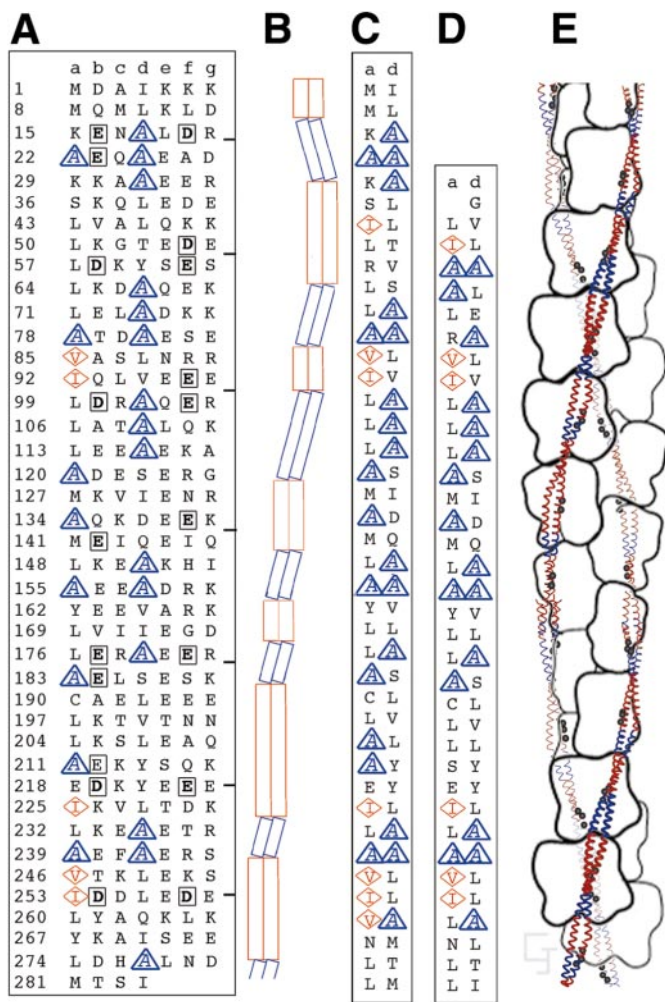 A
a b c d e f g
1 M D A I K K K
8 M Q M L K L D
15 K E N A L D R
22 A E Q A E A D
29 K K A A E E R
36 S K Q L E D E
43 L V A L Q K K
50 L K G T E D E
57 L D K Y S E S
64 L K D A Q E K
71 L E L A D K K
78 A T D A E S E
85 V A S L N R R
92 I Q L V E E E
99 L D R A Q E R
106 L A T A L Q K
113 L E E A E K A
120 A D E S E R G
127 M K V I E N R
134 A Q K D E E K
141 M E I Q E I Q
148 L K E A K H I
155 A E E A D R K
162 Y E E V A R K
169 L V I I E G D
176 L E R A E E R
183 A E L S E S K
190 C A E L E E E
197 L K T V T N N
204 L K S L E A Q
211 A E K Y S Q K
218 E D K Y E E E
225 I K V L T D K
232 L K E A E T R
239 A E F A E R S
246 V T K L E K S
253 I D D L E D E
260 L Y A Q K L K
267 Y K A I S E E
274 L D H A L N D
281 M T S I
B
C
a d
M I
M L
K A
A A
K A
S L
I L
L T
R V
L S
L A
A A
V L
I V
L A
L A
L A
A S
M I
A D
M Q
L A
A A
Y V
L L
L A
A S
C L
L V
A L
A Y
E Y
I L
L A
A A
V L
I L
V A
N M
L T
L M
D
a d
G
L V
I L
A A
A L
R A
V L
I V
L A
L A
L A
A S
M I
A D
M Q
L A
A A
Y V
L L
L A
A S
C L
L V
L L
S Y
E Y
I L
L A
A A
V L
I L
L A
N L
L T
L I
E